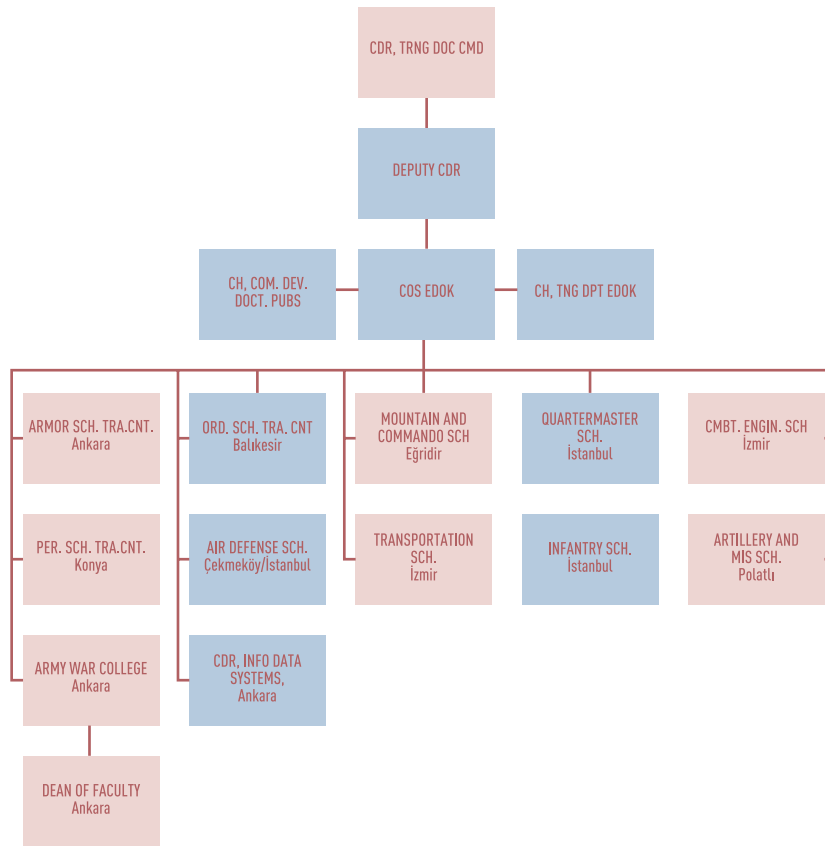 CDR, TRNG DOC CMD
DEPUTY CDR
CH, COM. DEV.
DOCT. PUBS
COS EDOK
CH, TNG DPT EDOK
ARMOR SCH. TRA.CNT.
Ankara
ORD. SCH. TRA. CNT
Balıkesir
MOUNTAIN AND
COMMANDO SCH
Eğridir
QUARTERMASTER
SCH.
İstanbul
CMBT. ENGIN. SCH
İzmir
PER. SCH. TRA.CNT.
Konya
AIR DEFENSE SCH.
Çekmeköy/İstanbul
TRANSPORTATION
SCH.
İzmir
INFANTRY SCH.
İstanbul
ARTILLERY AND
MIS SCH.
Polatlı
ARMY WAR COLLEGE
Ankara
CDR, INFO DATA
SYSTEMS,
Ankara
DEAN OF FACULTY
Ankara